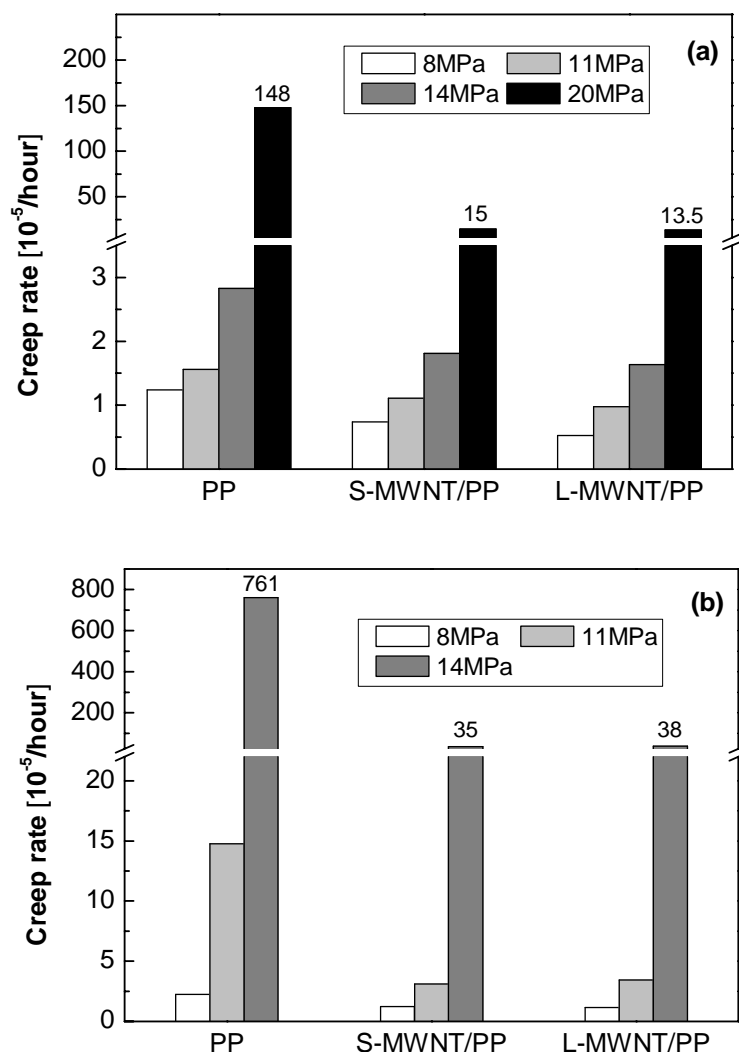 (a)
8MPa 11MPa
14MPa 20MPa
Creep rate [10⁻⁵/hour]
250
200
150
100
50
3
2
1
0
148
15
13.5
PP S-MWNT/PP L-MWNT/PP
(b)
8MPa 11MPa
14MPa
Creep rate [10⁻⁵/hour]
800
600
400
200
20
15
10
5
0
761
35
38
PP S-MWNT/PP L-MWNT/PP